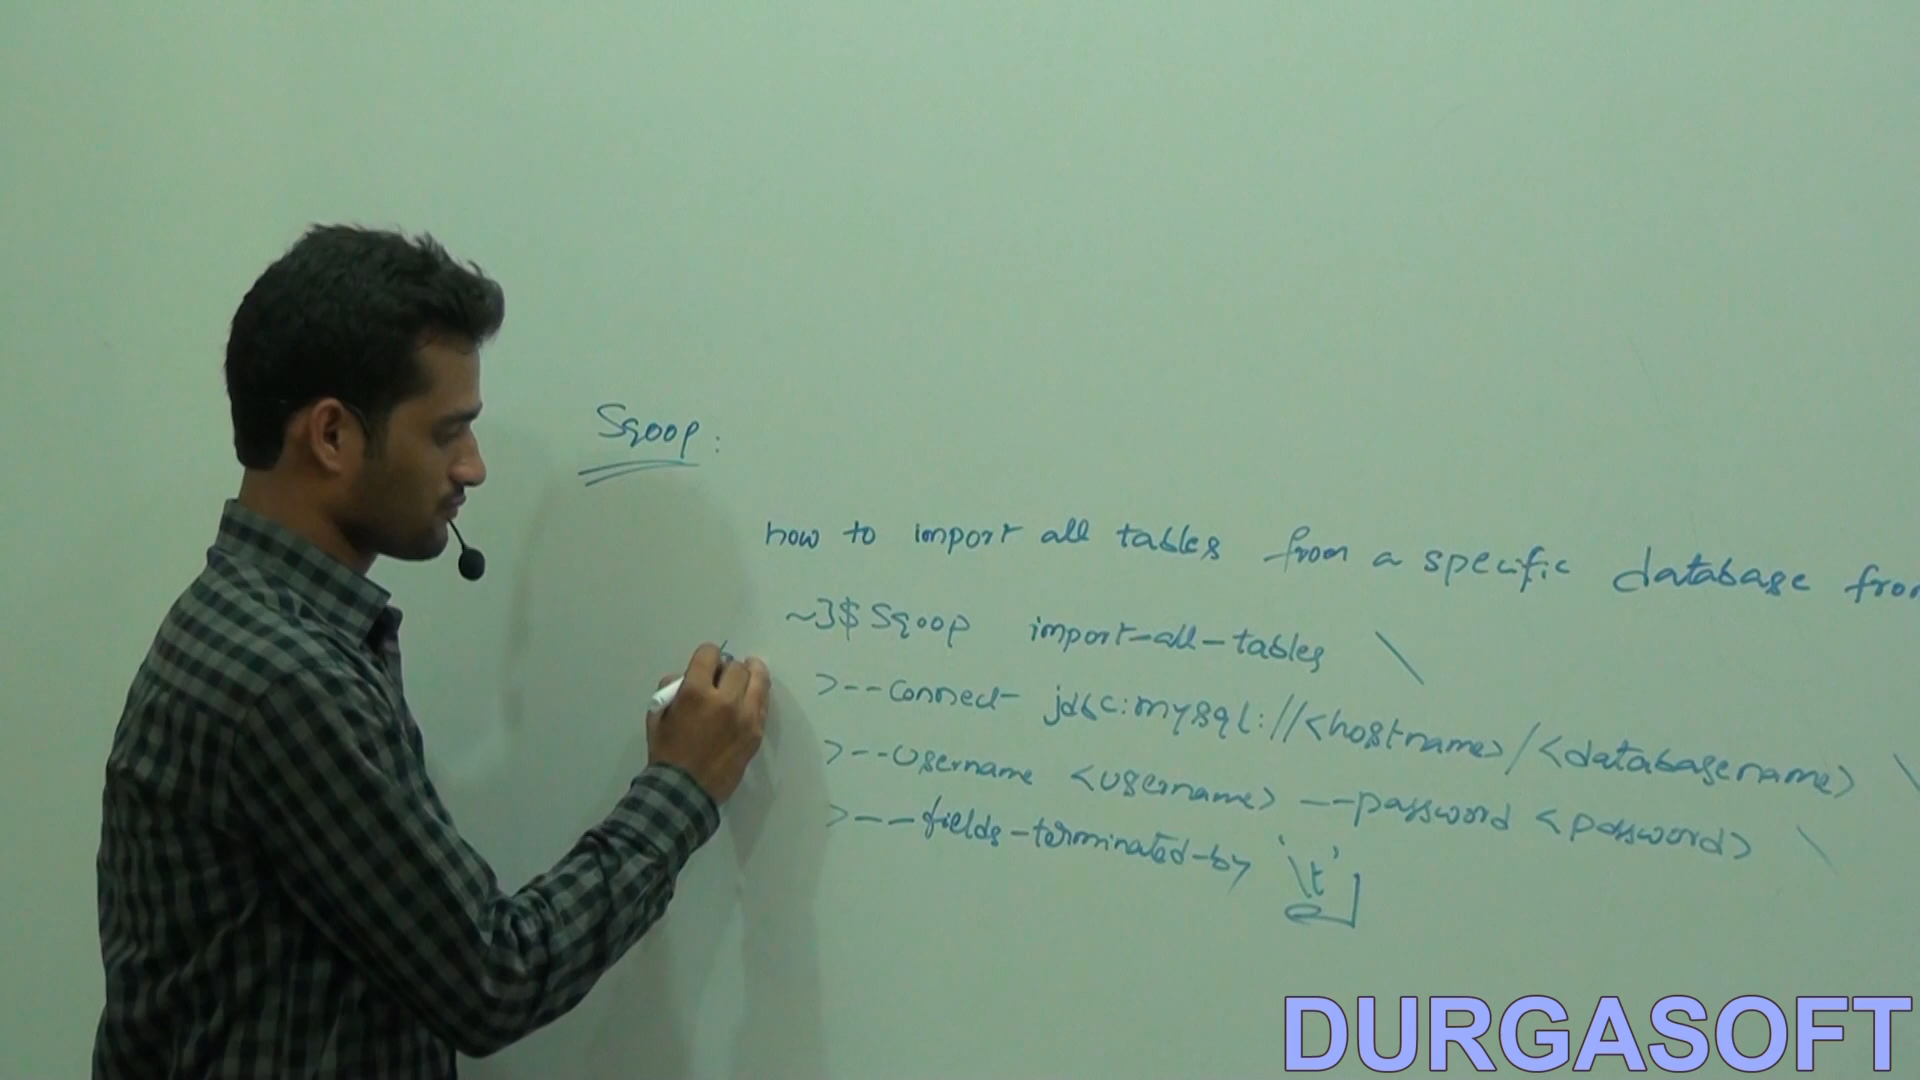 Sqoop:
how to import all tables from a specific database from
~]$ Sqoop import-all-tables \
>--connect jdbc:mysql://<hostname>/<databasename> \
>--username <username> --password <password> \
>--fields-terminated-by '\t'
DURGASOFT